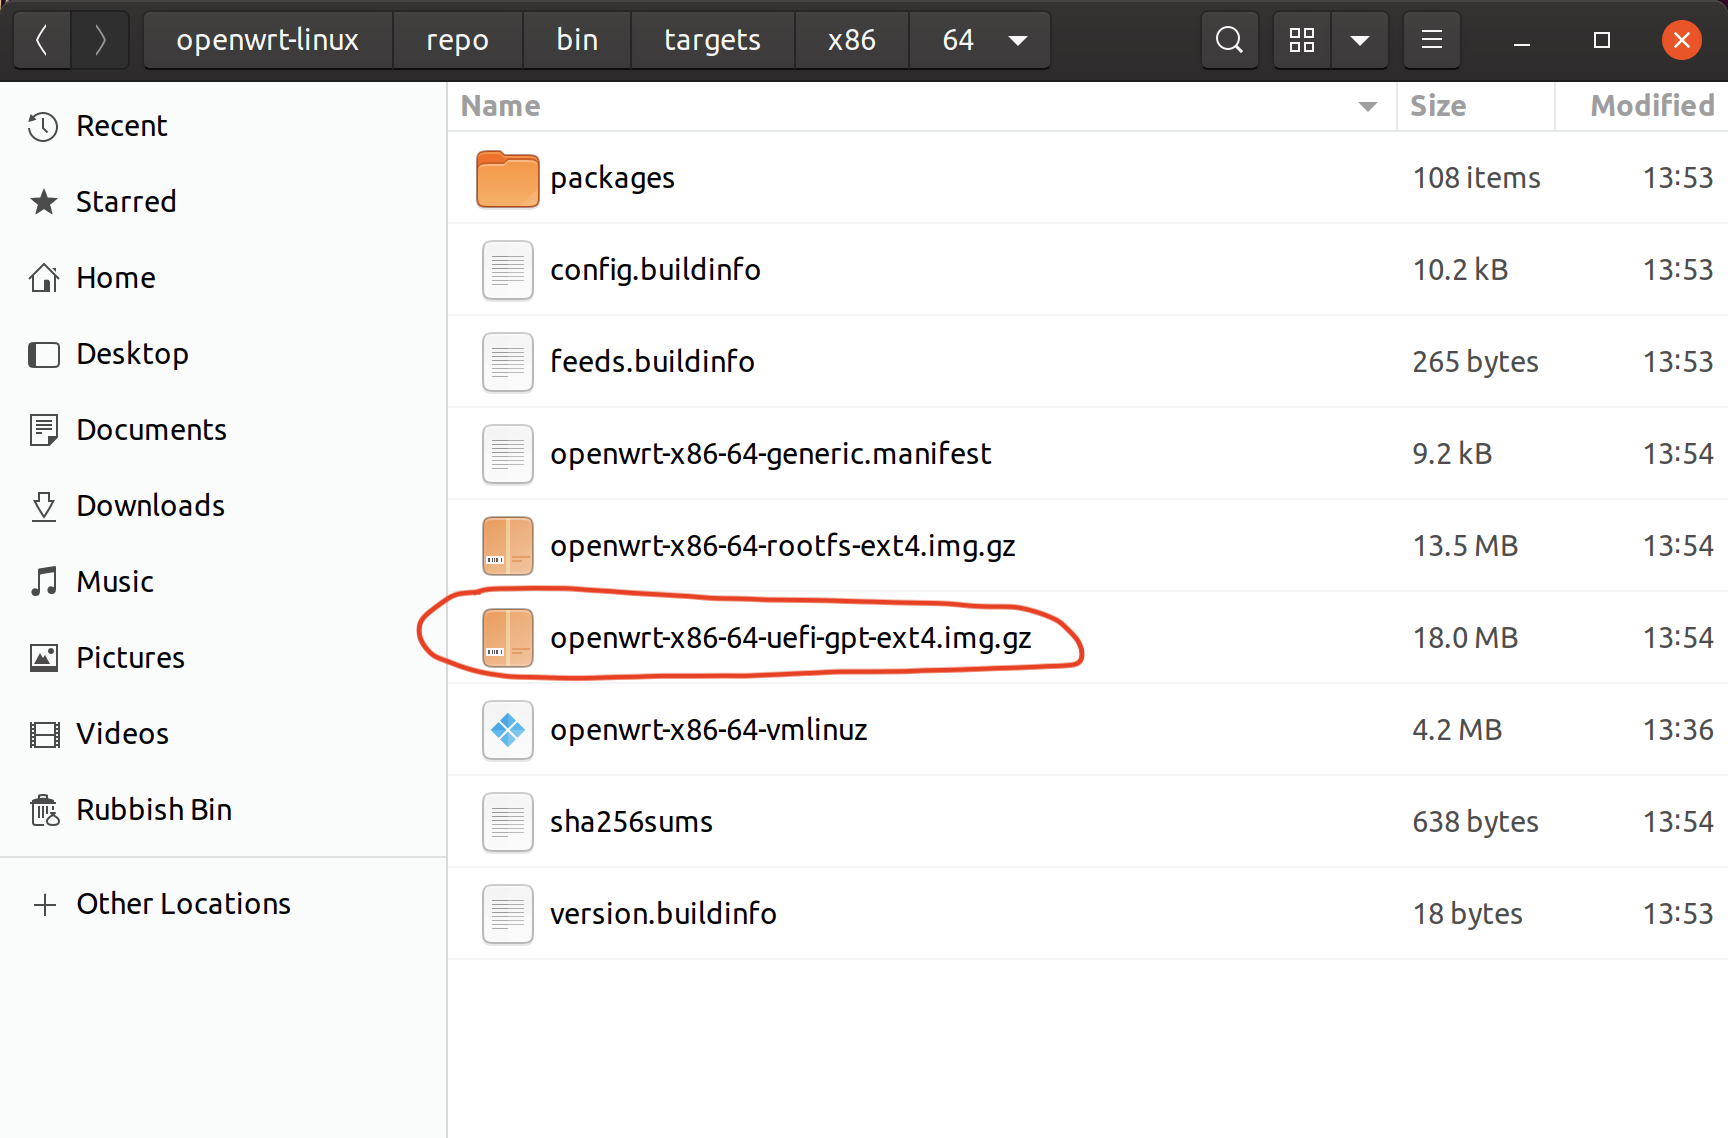 openwrt-linux repo bin targets x86 64
Name Size Modified
Recent
Starred
Home
Desktop
Documents
Downloads
Music
Pictures
Videos
Rubbish Bin
Other Locations
packages 108 items 13:53
config.buildinfo 10.2 kB 13:53
feeds.buildinfo 265 bytes 13:53
openwrt-x86-64-generic.manifest 9.2 kB 13:54
openwrt-x86-64-rootfs-ext4.img.gz 13.5 MB 13:54
openwrt-x86-64-uefi-gpt-ext4.img.gz 18.0 MB 13:54
openwrt-x86-64-vmlinuz 4.2 MB 13:36
sha256sums 638 bytes 13:54
version.buildinfo 18 bytes 13:53